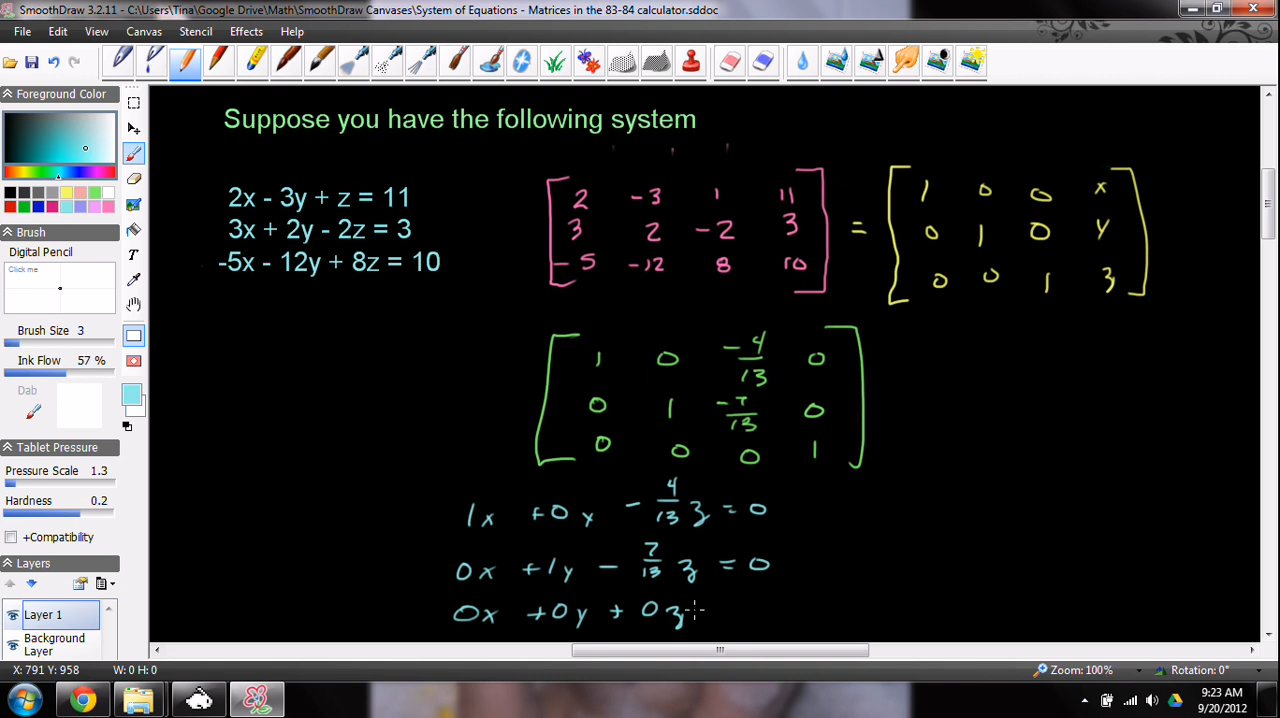 SmoothDraw 3.2.11 - C:\Users\Tina\Google Drive\Math\SmoothDraw Canvases\System of Equations - Matrices in the 83-84 calculator.sddoc
File Edit View Canvas Stencil Effects Help
Foreground Color
Brush
Digital Pencil
Click me
Brush Size 3
Ink Flow 57 %
Dab
Tablet Pressure
Pressure Scale 1.3
Hardness 0.2
+Compatibility
Layers
Layer 1
Background Layer
Suppose you have the following system
2x - 3y + z = 11
3x + 2y - 2z = 3
-5x - 12y + 8z = 10
2 -3 1 11
3 2 -2 3
-5 -12 8 10
=
1 0 0 x
0 1 0 y
0 0 1 z
1 0 -4/13 0
0 1 -7/13 0
0 0 0 1
1x + 0y - 4/13 z = 0
0x + 1y - 7/13 z = 0
0x + 0y + 0z
X: 791 Y: 958 W: 0 H: 0 Zoom: 100% Rotation: 0°
9:23 AM
9/20/2012